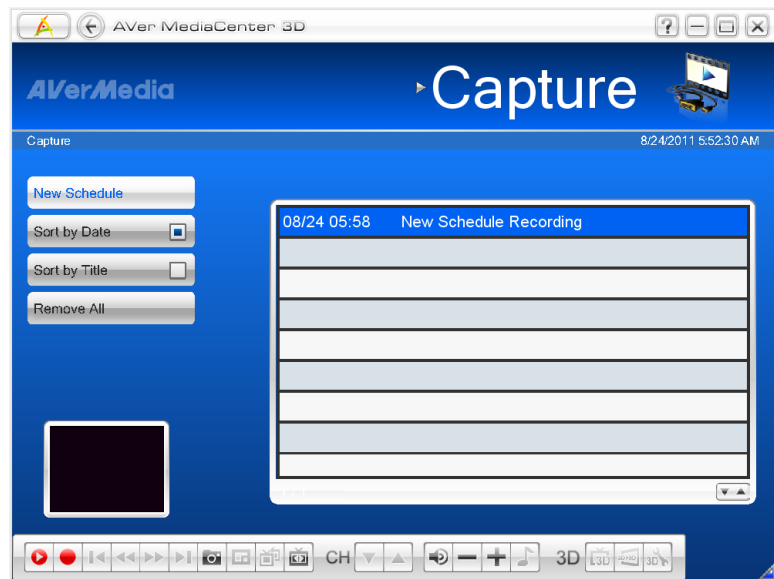 AVer MediaCenter 3D
?
AVerMedia
Capture
Capture
8/24/2011 5:52:30 AM
New Schedule
Sort by Date
Sort by Title
Remove All
08/24 05:58 New Schedule Recording
CH
3D